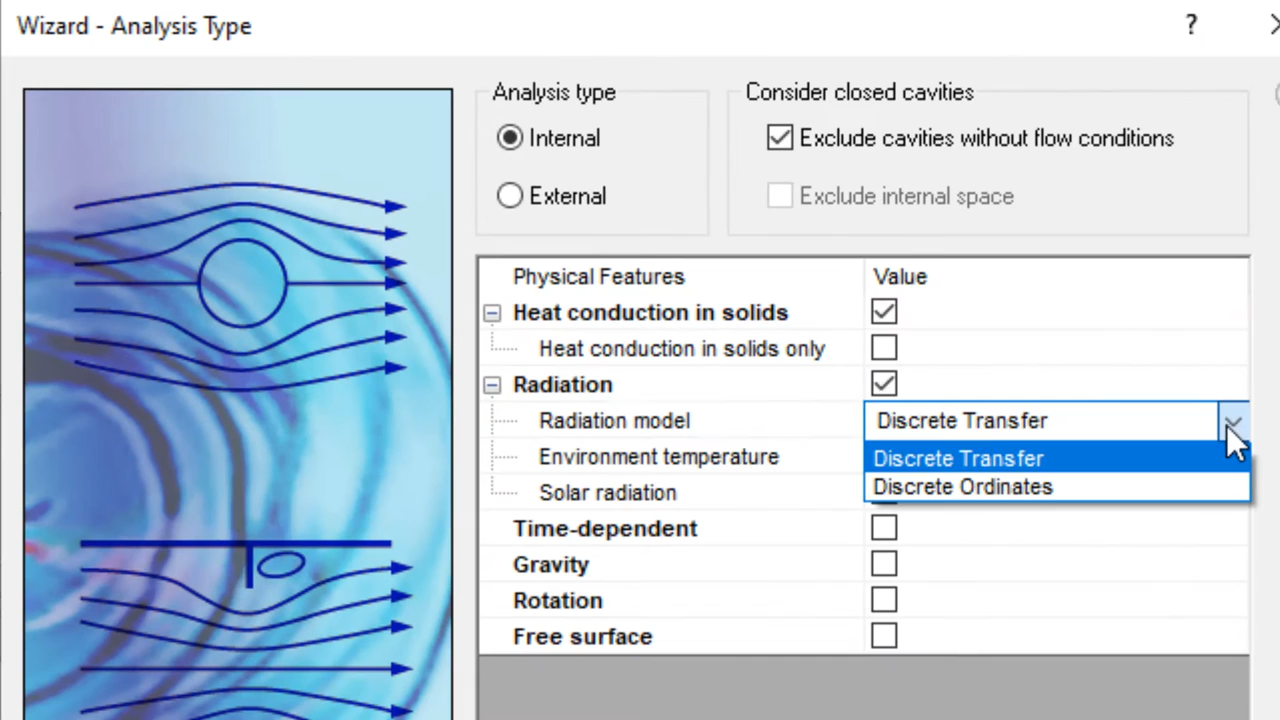 Wizard - Analysis Type
?
Analysis type
Consider closed cavities
Internal
Exclude cavities without flow conditions
External
Exclude internal space
Physical Features Value
Heat conduction in solids
Heat conduction in solids only
Radiation
Radiation model Discrete Transfer
Environment temperature Discrete Transfer
Solar radiation Discrete Ordinates
Time-dependent
Gravity
Rotation
Free surface